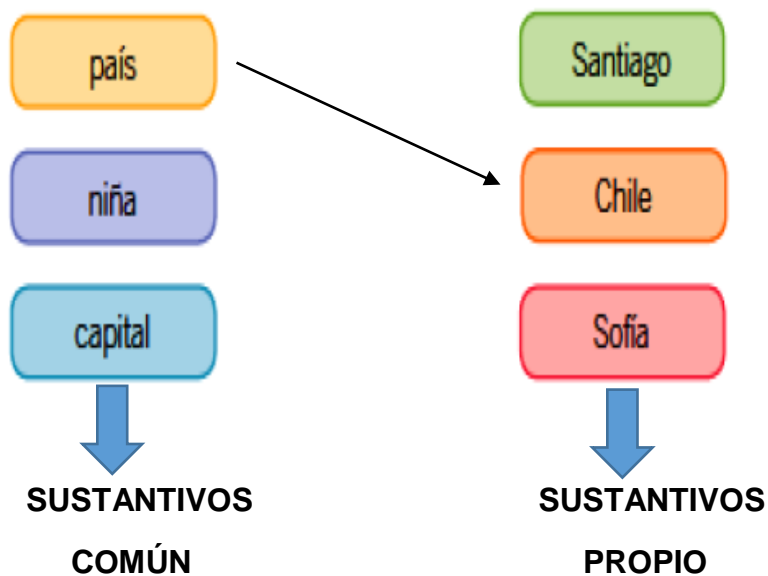 país
Santiago
niña
Chile
capital
Sofía
SUSTANTIVOS
COMÚN
SUSTANTIVOS
PROPIO